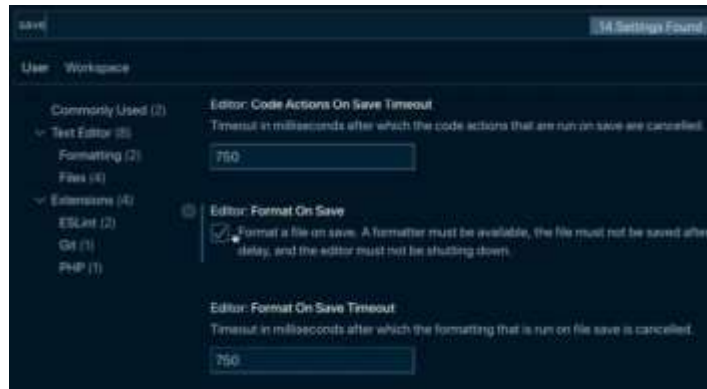 save
14 Settings Found
User Workspace
Commonly Used (2)
Text Editor (8)
Formatting (2)
Files (4)
Extensions (4)
ESLint (2)
Git (1)
PHP (1)
Editor: Code Actions On Save Timeout
Timeout in milliseconds after which the code actions that are run on save are cancelled.
750
Editor: Format On Save
Format a file on save. A formatter must be available, the file must not be saved after
delay, and the editor must not be shutting down.
Editor: Format On Save Timeout
Timeout in milliseconds after which the formatting that is run on file save is cancelled.
750